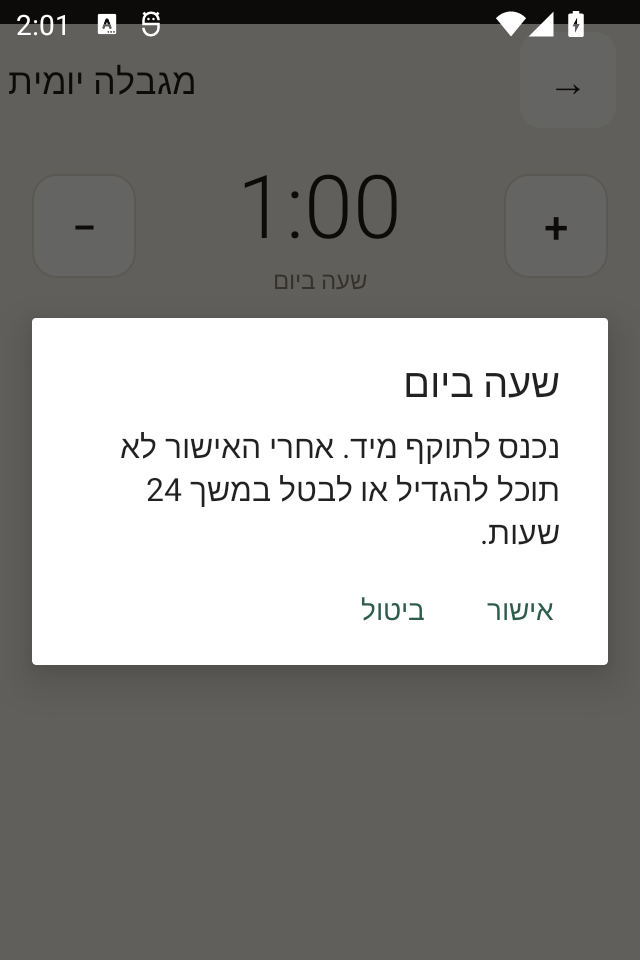 2:01
מגבלה יומית
→
−
1:00
+
שעה ביום
שעה ביום
נכנס לתוקף מיד. אחרי האישור לא
תוכל להגדיל או לבטל במשך 24
שעות.
אישור
ביטול